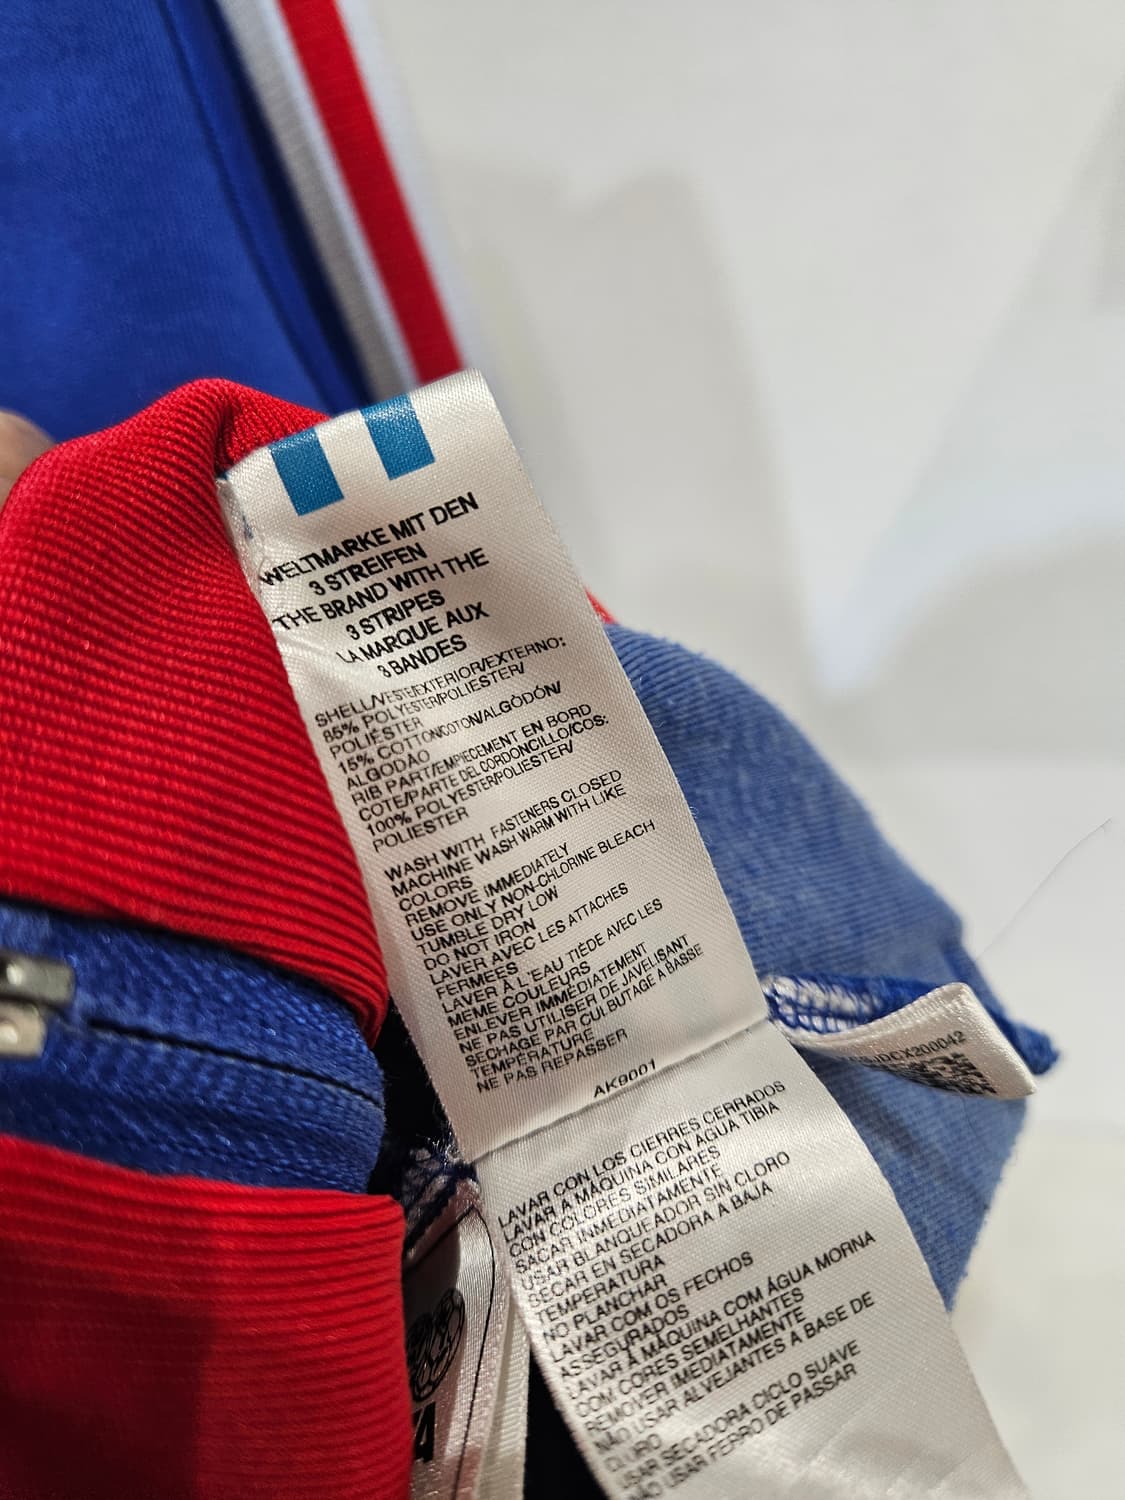 WELTMARKE MIT DEN
3 STREIFEN
THE BRAND WITH THE
3 STRIPES
LA MARQUE AUX
3 BANDES
SHELL/VESTE/EXTERIOR/EXTERNO:
85% POLYESTER/POLIESTER/
POLIÉSTER
15% COTTON/COTON/ALGÒDÓN/
ALGODÃO
RIB PART/EMPIECEMENT EN BORD
COTE/PARTE DEL CORDONCILLO/COS:
100% POLYESTER/POLIESTER/
POLIESTER
WASH WITH FASTENERS CLOSED
MACHINE WASH WARM WITH LIKE
COLORS
REMOVE IMMEDIATELY
USE ONLY NON-CHLORINE BLEACH
TUMBLE DRY LOW
DO NOT IRON
LAVER AVEC LES ATTACHES
FERMEES
LAVER À L'EAU TIÈDE AVEC LES
MEME COULEURS
ENLEVER IMMÉDIATEMENT
NE PAS UTILISER DE JAVELISANT
SECHAGE PAR CULBUTAGE A BASSE
TEMPÉRATURE
NE PAS REPASSER
AK9001
LAVAR CON LOS CIERRES CERRADOS
LAVAR A MÁQUINA CON AGUA TIBIA
CON COLORES SIMILARES
SACAR INMEDIATAMENTE
USAR BLANQUEADOR SIN CLORO
SECAR EN SECADORA A BAJA
TEMPERATURA
NO PLANCHAR
LAVAR COM OS FECHOS
ASSEGURADOS
LAVAR À MÁQUINA COM ÁGUA MORNA
COM CORES SEMELHANTES
REMOVER IMEDIATAMENTE
NÃO USAR ALVEJANTES A BASE DE
CLURO
USAR SECADORA CICLO SUAVE
NÃO USAR FERRO DE PASSAR